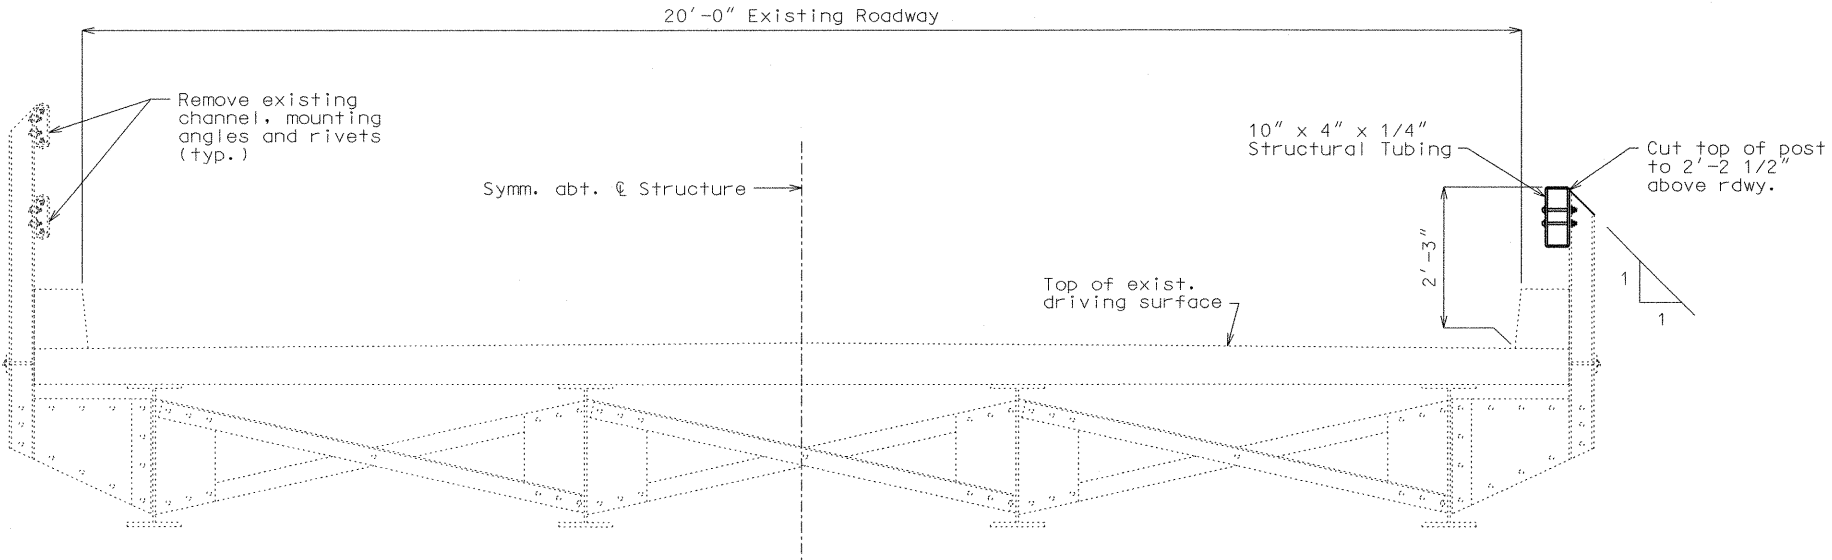 20'-0" Existing Roadway
Remove existing
channel, mounting
angles and rivets
(typ.)
Symm. abt. ℄ Structure
10" x 4" x 1/4"
Structural Tubing
Cut top of post
to 2'-2 1/2"
above rdwy.
2'-3"
Top of exist.
driving surface
1
1